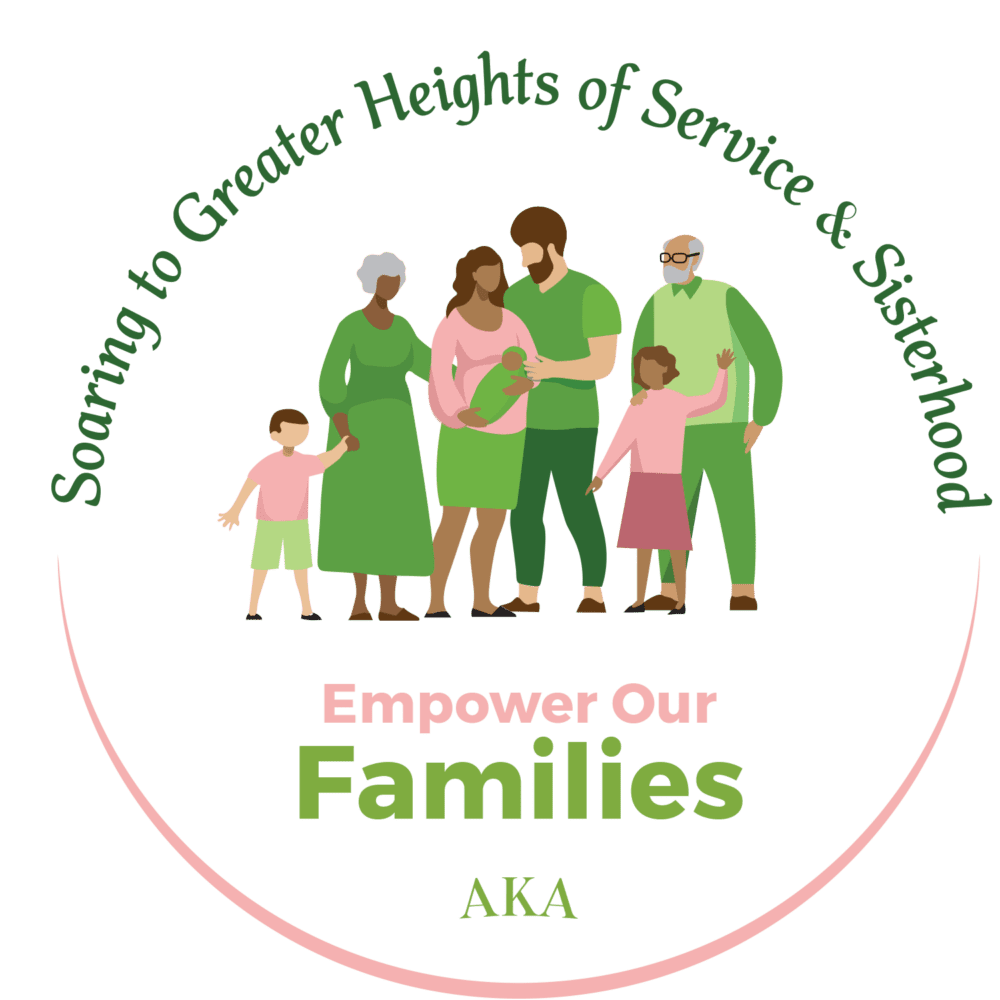 Soaring to Greater Heights of Service & Sisterhood
Empower Our
Families
AKA